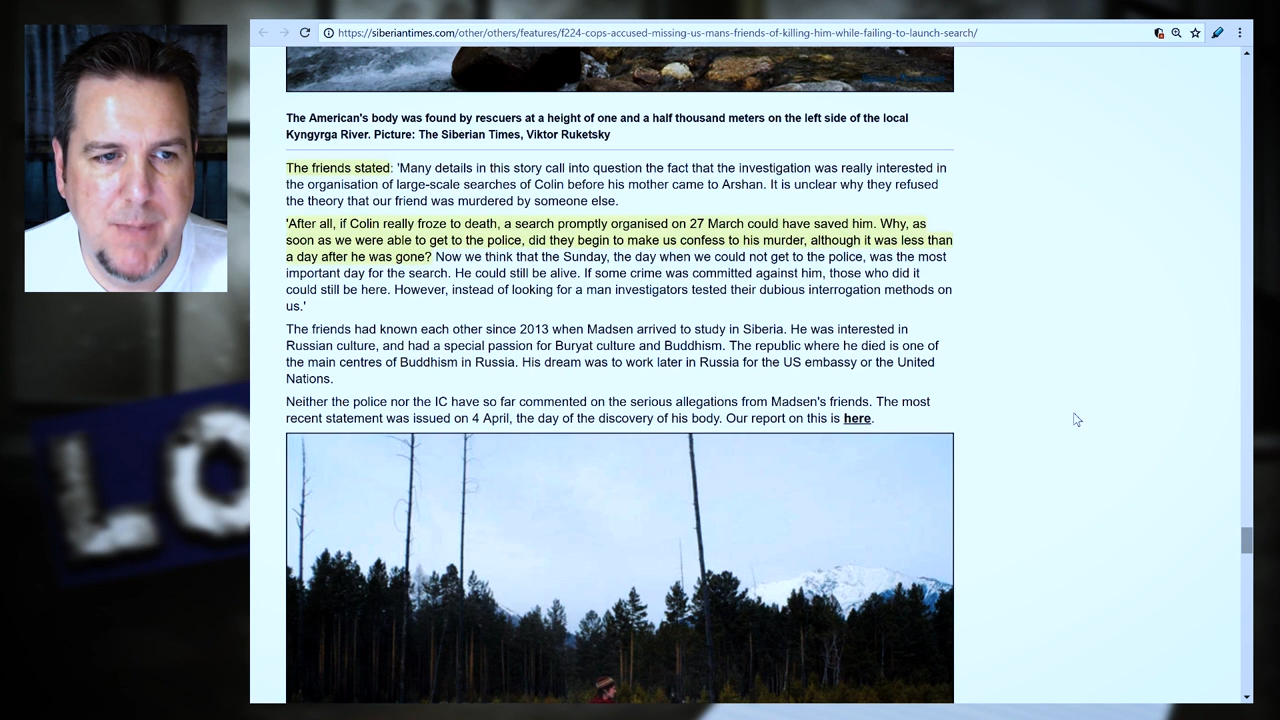 https://siberiantimes.com/other/others/features/f224-cops-accused-missing-us-mans-friends-of-killing-him-while-failing-to-launch-search/
The American's body was found by rescuers at a height of one and a half thousand meters on the left side of the local
Kyngyrga River. Picture: The Siberian Times, Viktor Ruketsky
The friends stated: 'Many details in this story call into question the fact that the investigation was really interested in
the organisation of large-scale searches of Colin before his mother came to Arshan. It is unclear why they refused
the theory that our friend was murdered by someone else.
'After all, if Colin really froze to death, a search promptly organised on 27 March could have saved him. Why, as
soon as we were able to get to the police, did they begin to make us confess to his murder, although it was less than
a day after he was gone? Now we think that the Sunday, the day when we could not get to the police, was the most
important day for the search. He could still be alive. If some crime was committed against him, those who did it
could still be here. However, instead of looking for a man investigators tested their dubious interrogation methods on
us.'
The friends had known each other since 2013 when Madsen arrived to study in Siberia. He was interested in
Russian culture, and had a special passion for Buryat culture and Buddhism. The republic where he died is one of
the main centres of Buddhism in Russia. His dream was to work later in Russia for the US embassy or the United
Nations.
Neither the police nor the IC have so far commented on the serious allegations from Madsen's friends. The most
recent statement was issued on 4 April, the day of the discovery of his body. Our report on this is here.
LO